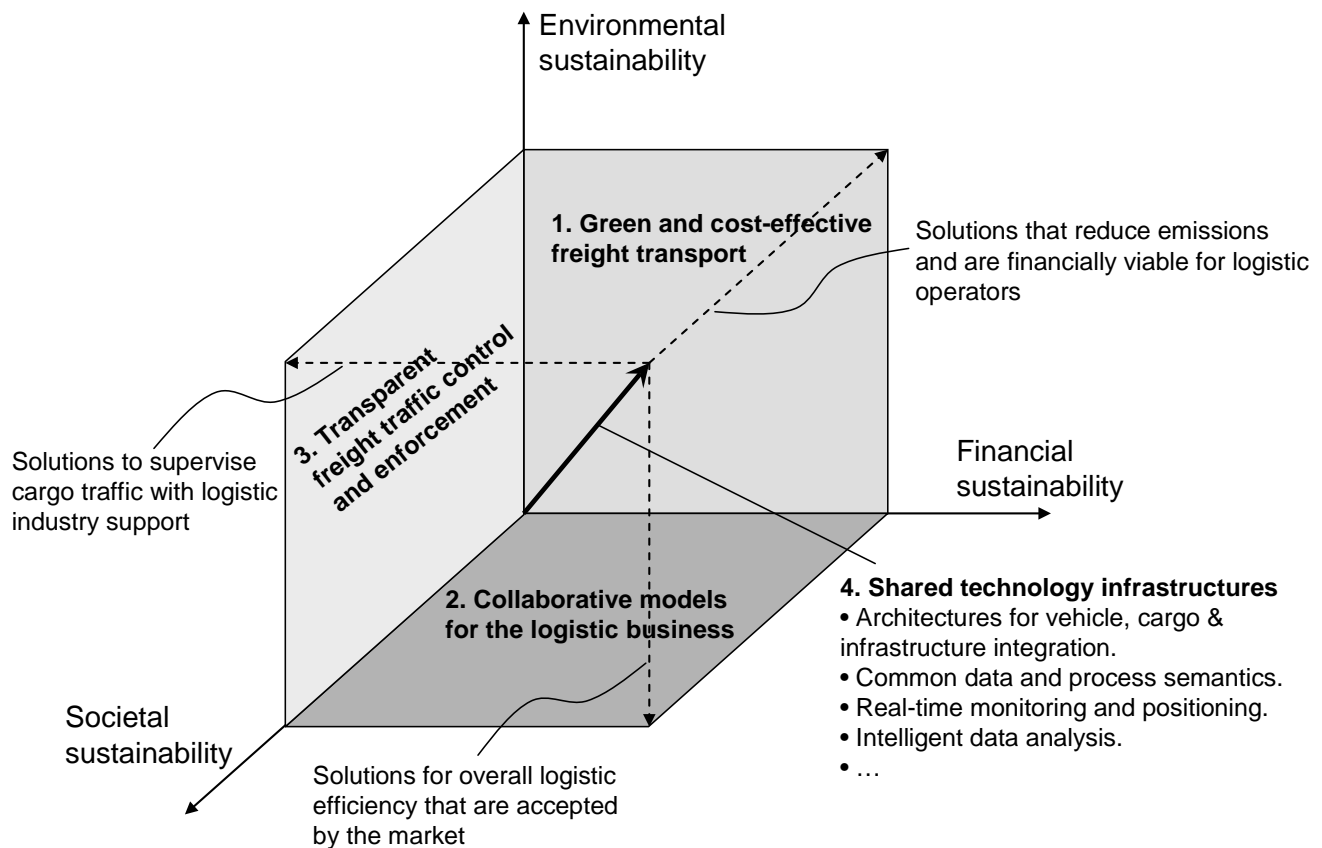 Environmental
sustainability
1. Green and cost-effective
freight transport
Solutions that reduce emissions
and are financially viable for logistic
operators
3. Transparent
freight traffic control
and enforcement
Solutions to supervise
cargo traffic with logistic
industry support
Financial
sustainability
2. Collaborative models
for the logistic business
4. Shared technology infrastructures
• Architectures for vehicle, cargo &
infrastructure integration.
• Common data and process semantics.
• Real-time monitoring and positioning.
• Intelligent data analysis.
• …
Societal
sustainability
Solutions for overall logistic
efficiency that are accepted
by the market